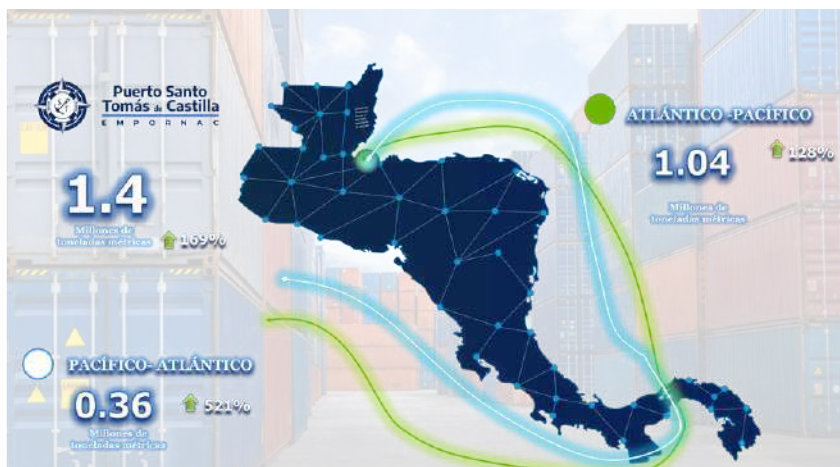 Puerto Santo
Tomás de Castilla
EMPORNAC
1.4
Millones de
toneladas métricas
169%
PACÍFICO-ATLÁNTICO
0.36
521%
Millones de
toneladas métricas
ATLÁNTICO-PACÍFICO
1.04
128%
Millones de
toneladas métricas